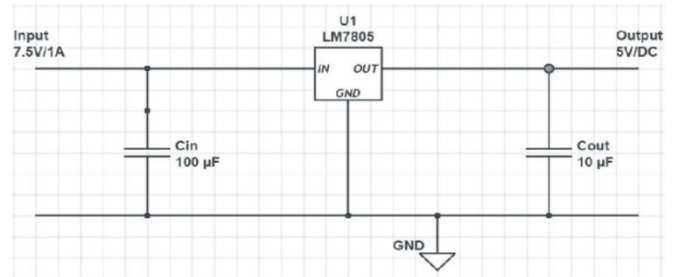 U1
LM7805
Input
7.5V/1A
Output
5V/DC
IN OUT
GND
Cin
100 µF
Cout
10 µF
GND